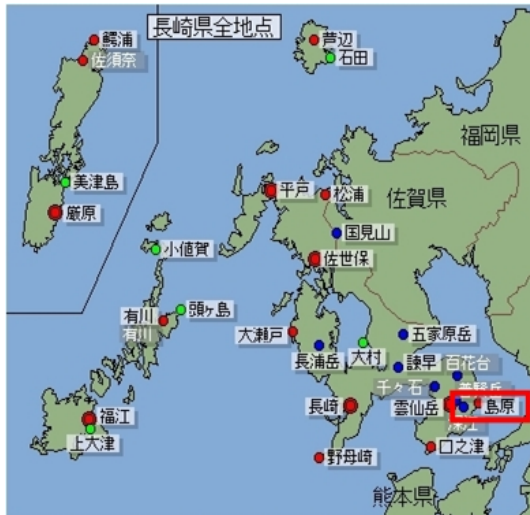 長崎県全地点
鰐浦
佐須奈
芦辺
石田
福岡県
美津島
厳原
平戸
松浦
佐賀県
国見山
小値賀
佐世保
頭ヶ島
有川
有川
大瀬戸
五家原岳
長浦岳
大村
諫早
百花台
千々石
長崎
雲仙岳
島原
福江
上大津
口之津
野母崎
熊本県